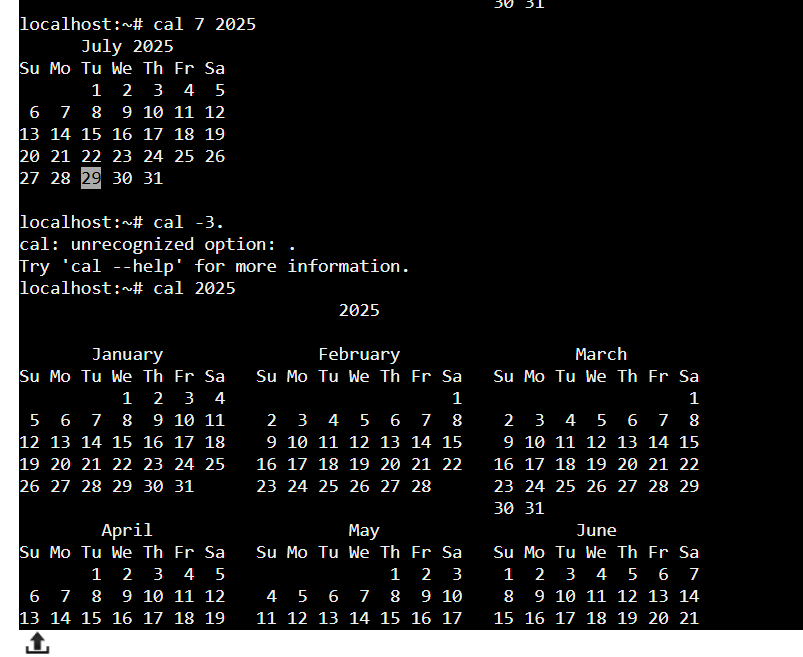 30 31
localhost:~# cal 7 2025
      July 2025
Su Mo Tu We Th Fr Sa
       1  2  3  4  5
 6  7  8  9 10 11 12
13 14 15 16 17 18 19
20 21 22 23 24 25 26
27 28 29 30 31
localhost:~# cal -3.
cal: unrecognized option: .
Try 'cal --help' for more information.
localhost:~# cal 2025
                               2025
       January               February                 March
Su Mo Tu We Th Fr Sa   Su Mo Tu We Th Fr Sa   Su Mo Tu We Th Fr Sa
          1  2  3  4                      1                      1
 5  6  7  8  9 10 11    2  3  4  5  6  7  8    2  3  4  5  6  7  8
12 13 14 15 16 17 18    9 10 11 12 13 14 15    9 10 11 12 13 14 15
19 20 21 22 23 24 25   16 17 18 19 20 21 22   16 17 18 19 20 21 22
26 27 28 29 30 31      23 24 25 26 27 28      23 24 25 26 27 28 29
                                              30 31
        April                   May                   June
Su Mo Tu We Th Fr Sa   Su Mo Tu We Th Fr Sa   Su Mo Tu We Th Fr Sa
       1  2  3  4  5                1  2  3    1  2  3  4  5  6  7
 6  7  8  9 10 11 12    4  5  6  7  8  9 10    8  9 10 11 12 13 14
13 14 15 16 17 18 19   11 12 13 14 15 16 17   15 16 17 18 19 20 21